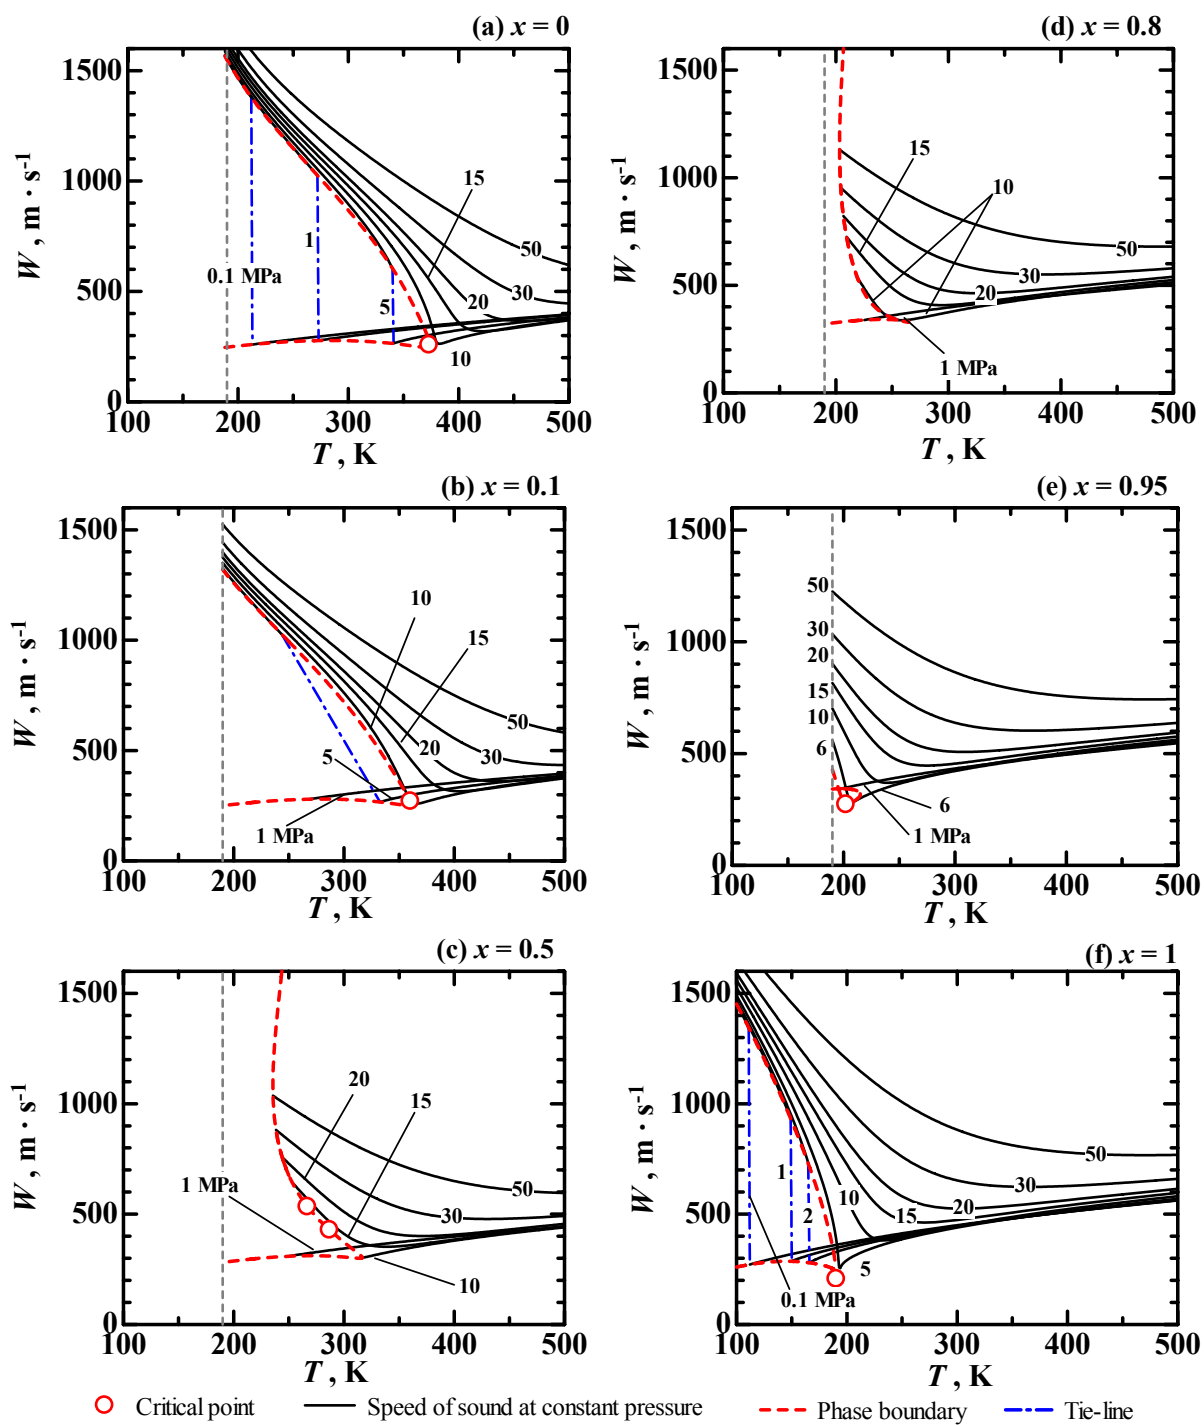 (a) x = 0
1500
1000
500
0
W , m · s⁻¹
0.1 MPa
1
5
10
15
20
30
50
100 200 300 400 500
T , K
(d) x = 0.8
1500
1000
500
0
W , m · s⁻¹
15
10
50
30
20
1 MPa
100 200 300 400 500
T , K
(b) x = 0.1
1500
1000
500
0
W , m · s⁻¹
10
15
50
20
30
5
1 MPa
100 200 300 400 500
T , K
(e) x = 0.95
1500
1000
500
0
W , m · s⁻¹
50
30
20
15
10
6
6
1 MPa
100 200 300 400 500
T , K
(c) x = 0.5
1500
1000
500
0
W , m · s⁻¹
20
15
1 MPa
50
30
10
100 200 300 400 500
T , K
(f) x = 1
1500
1000
500
0
W , m · s⁻¹
50
1
2
10
30
15
20
5
0.1 MPa
100 200 300 400 500
T , K
Critical point Speed of sound at constant pressure Phase boundary Tie-line